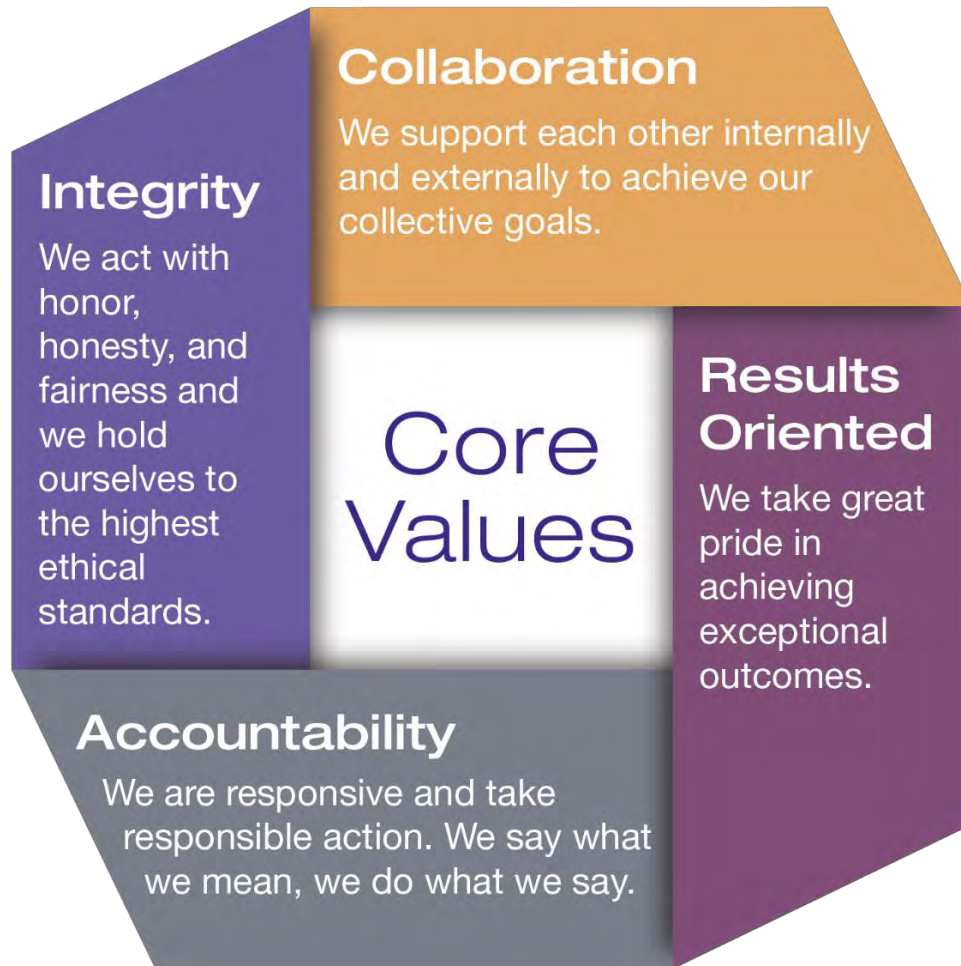 Collaboration
We support each other internally
and externally to achieve our
collective goals.
Integrity
We act with
honor,
honesty, and
fairness and
we hold
ourselves to
the highest
ethical
standards.
Core
Values
Results
Oriented
We take great
pride in
achieving
exceptional
outcomes.
Accountability
We are responsive and take
responsible action. We say what
we mean, we do what we say.